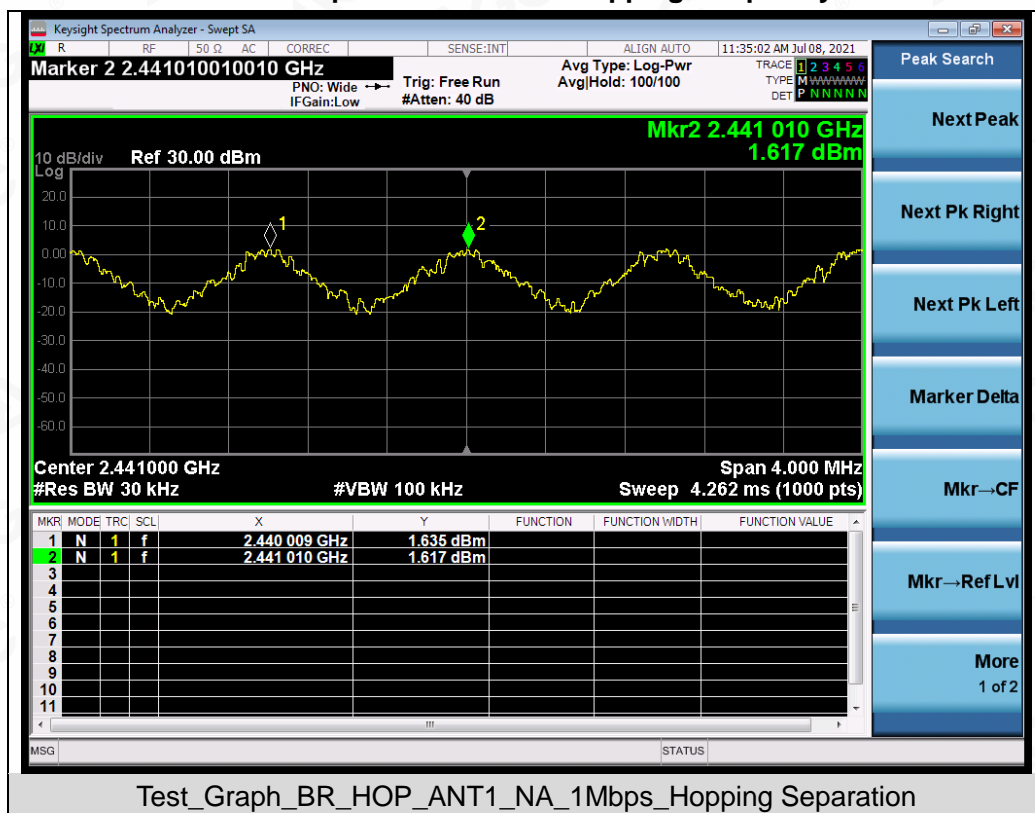 Keysight Spectrum Analyzer - Swept SA
LXI R RF 50 Ω AC CORREC SENSE:INT ALIGN AUTO 11:35:02 AM Jul 08, 2021
Marker 2 2.441010010010 GHz
PNO: Wide
IFGain:Low
Trig: Free Run
#Atten: 40 dB
Avg Type: Log-Pwr
Avg|Hold: 100/100
TRACE 1 2 3 4 5 6
TYPE M WWWWW
DET P N N N N N
Mkr2 2.441 010 GHz
1.617 dBm
10 dB/div Ref 30.00 dBm
Log
20.0
10.0
0.00
-10.0
-20.0
-30.0
-40.0
-50.0
-60.0
1
2
Center 2.441000 GHz Span 4.000 MHz
#Res BW 30 kHz #VBW 100 kHz Sweep 4.262 ms (1000 pts)
MKR MODE TRC SCL X Y FUNCTION FUNCTION WIDTH FUNCTION VALUE
1 N 1 f 2.440 009 GHz 1.635 dBm
2 N 1 f 2.441 010 GHz 1.617 dBm
3
4
5
6
7
8
9
10
11
MSG STATUS
Peak Search
Next Peak
Next Pk Right
Next Pk Left
Marker Delta
Mkr→CF
Mkr→Ref Lvl
More
1 of 2
Test_Graph_BR_HOP_ANT1_NA_1Mbps_Hopping Separation